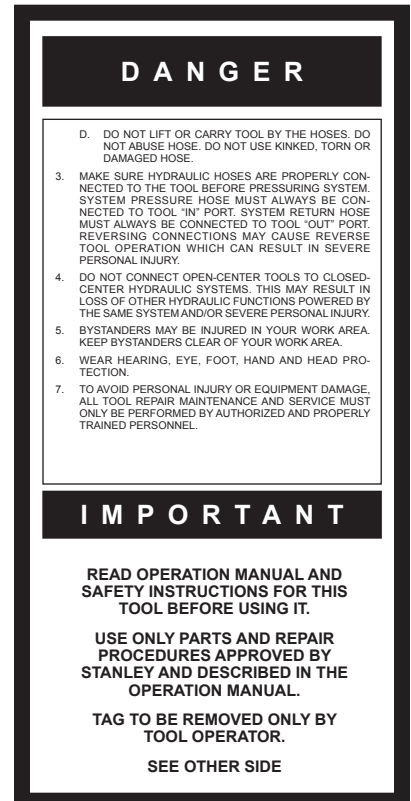 DANGER
D. DO NOT LIFT OR CARRY TOOL BY THE HOSES. DO
NOT ABUSE HOSE. DO NOT USE KINKED, TORN OR
DAMAGED HOSE.
3. MAKE SURE HYDRAULIC HOSES ARE PROPERLY CON-
NECTED TO THE TOOL BEFORE PRESSURING SYSTEM.
SYSTEM PRESSURE HOSE MUST ALWAYS BE CON-
NECTED TO TOOL “IN” PORT. SYSTEM RETURN HOSE
MUST ALWAYS BE CONNECTED TO TOOL “OUT” PORT.
REVERSING CONNECTIONS MAY CAUSE REVERSE
TOOL OPERATION WHICH CAN RESULT IN SEVERE
PERSONAL INJURY.
4. DO NOT CONNECT OPEN-CENTER TOOLS TO CLOSED-
CENTER HYDRAULIC SYSTEMS. THIS MAY RESULT IN
LOSS OF OTHER HYDRAULIC FUNCTIONS POWERED BY
THE SAME SYSTEM AND/OR SEVERE PERSONAL INJURY.
5. BYSTANDERS MAY BE INJURED IN YOUR WORK AREA.
KEEP BYSTANDERS CLEAR OF YOUR WORK AREA.
6. WEAR HEARING, EYE, FOOT, HAND AND HEAD PRO-
TECTION.
7. TO AVOID PERSONAL INJURY OR EQUIPMENT DAMAGE,
ALL TOOL REPAIR MAINTENANCE AND SERVICE MUST
ONLY BE PERFORMED BY AUTHORIZED AND PROPERLY
TRAINED PERSONNEL.
IMPORTANT
READ OPERATION MANUAL AND
SAFETY INSTRUCTIONS FOR THIS
TOOL BEFORE USING IT.
USE ONLY PARTS AND REPAIR
PROCEDURES APPROVED BY
STANLEY AND DESCRIBED IN THE
OPERATION MANUAL.
TAG TO BE REMOVED ONLY BY
TOOL OPERATOR.
SEE OTHER SIDE